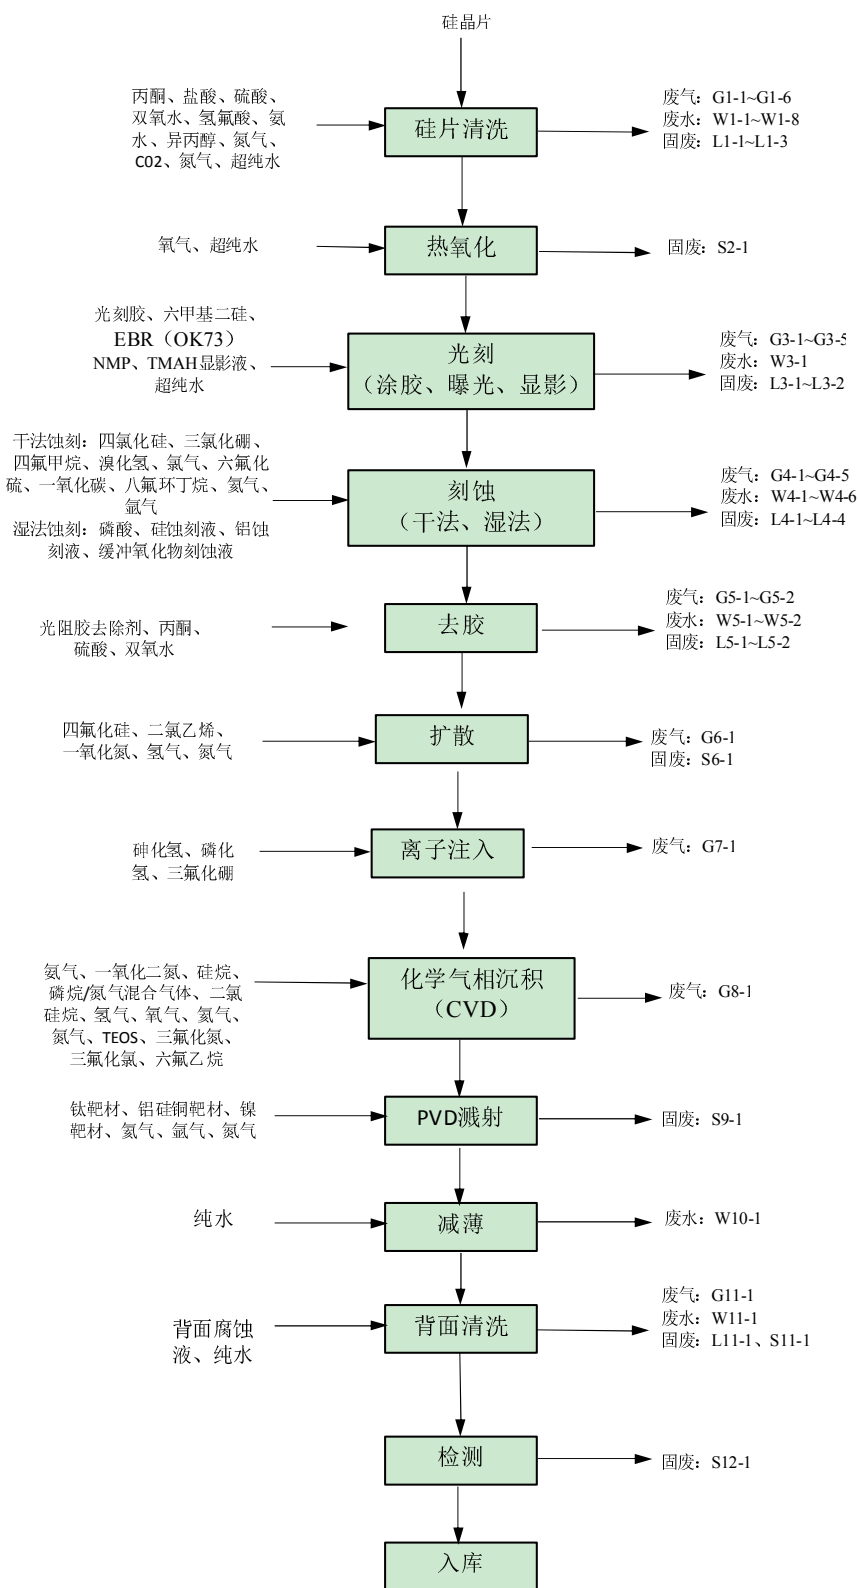 硅晶片
丙酮、盐酸、硫酸、
双氧水、氢氟酸、氨
水、异丙醇、氮气、
CO2、氮气、超纯水
硅片清洗
废气：G1-1~G1-6
废水：W1-1~W1-8
固废：L1-1~L1-3
氧气、超纯水
热氧化
固废：S2-1
光刻胶、六甲基二硅、
EBR（OK73）
NMP、TMAH显影液、
超纯水
光刻
（涂胶、曝光、显影）
废气：G3-1~G3-5
废水：W3-1
固废：L3-1~L3-2
干法蚀刻：四氯化硅、三氯化硼、
四氟甲烷、溴化氢、氯气、六氟化
硫、一氧化碳、八氟环丁烷、氦气、
氩气
湿法蚀刻：磷酸、硅蚀刻液、铝蚀
刻液、缓冲氧化物刻蚀液
刻蚀
（干法、湿法）
废气：G4-1~G4-5
废水：W4-1~W4-6
固废：L4-1~L4-4
光阻胶去除剂、丙酮、
硫酸、双氧水
去胶
废气：G5-1~G5-2
废水：W5-1~W5-2
固废：L5-1~L5-2
四氟化硅、二氯乙烯、
一氧化氮、氢气、氮气
扩散
废气：G6-1
固废：S6-1
砷化氢、磷化
氢、三氟化硼
离子注入
废气：G7-1
氨气、一氧化二氮、硅烷、
磷烷/氮气混合气体、二氯
硅烷、氢气、氧气、氦气、
氮气、TEOS、三氟化氮、
三氟化氯、六氟乙烷
化学气相沉积
（CVD）
废气：G8-1
钛靶材、铝硅铜靶材、镍
靶材、氦气、氩气、氮气
PVD溅射
固废：S9-1
纯水
减薄
废水：W10-1
背面腐蚀
液、纯水
背面清洗
废气：G11-1
废水：W11-1
固废：L11-1、S11-1
检测
固废：S12-1
入库